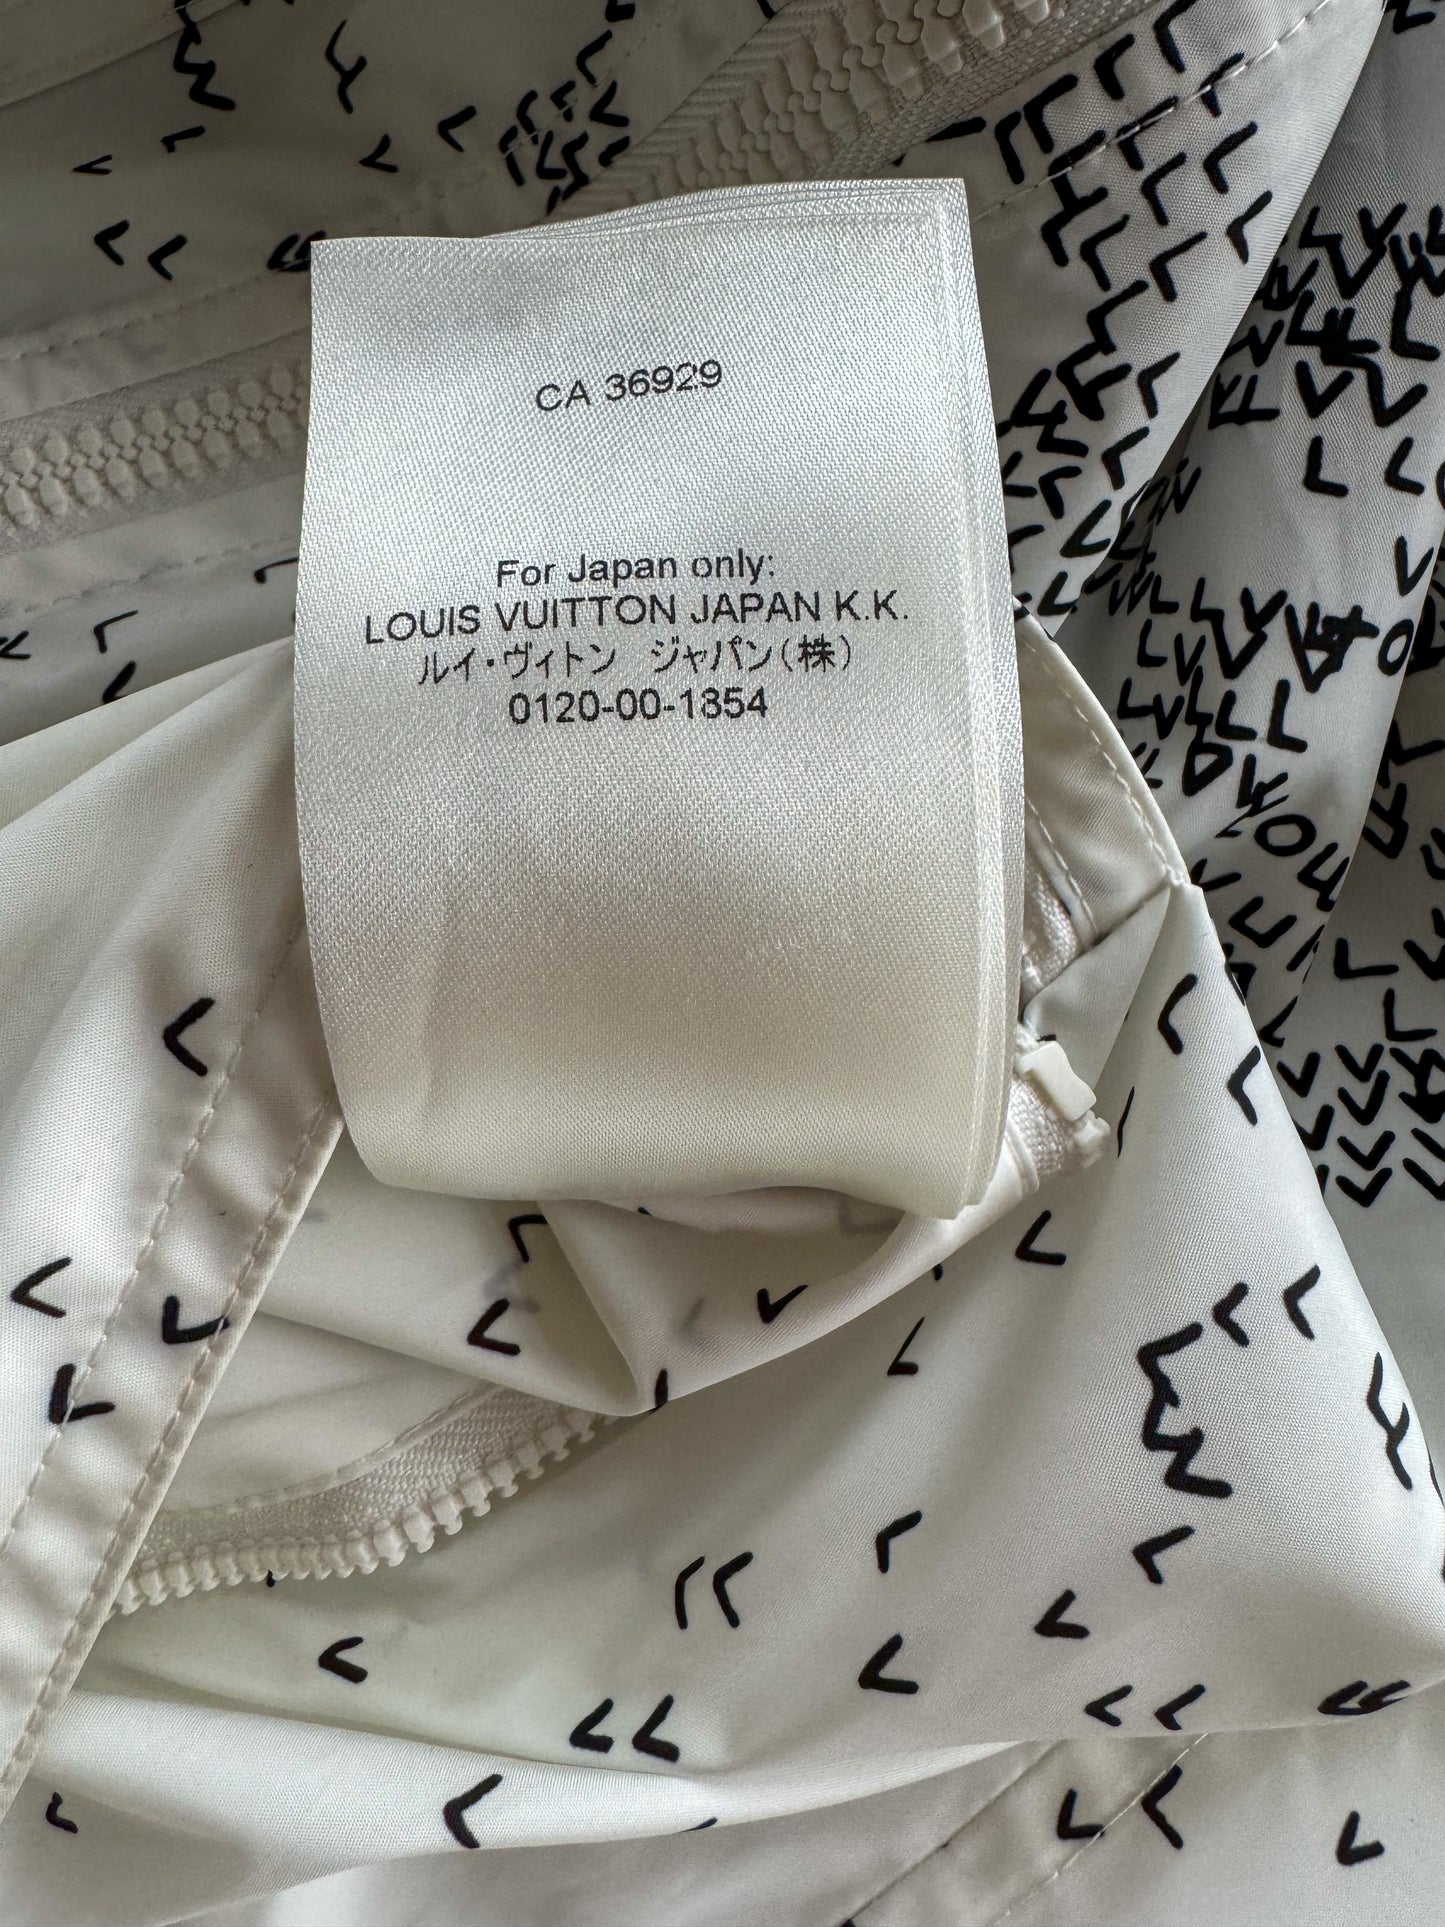 CA 36929
For Japan only:
LOUIS VUITTON JAPAN K.K.
ルイ・ヴィトン　ジャパン(株)
0120-00-1854